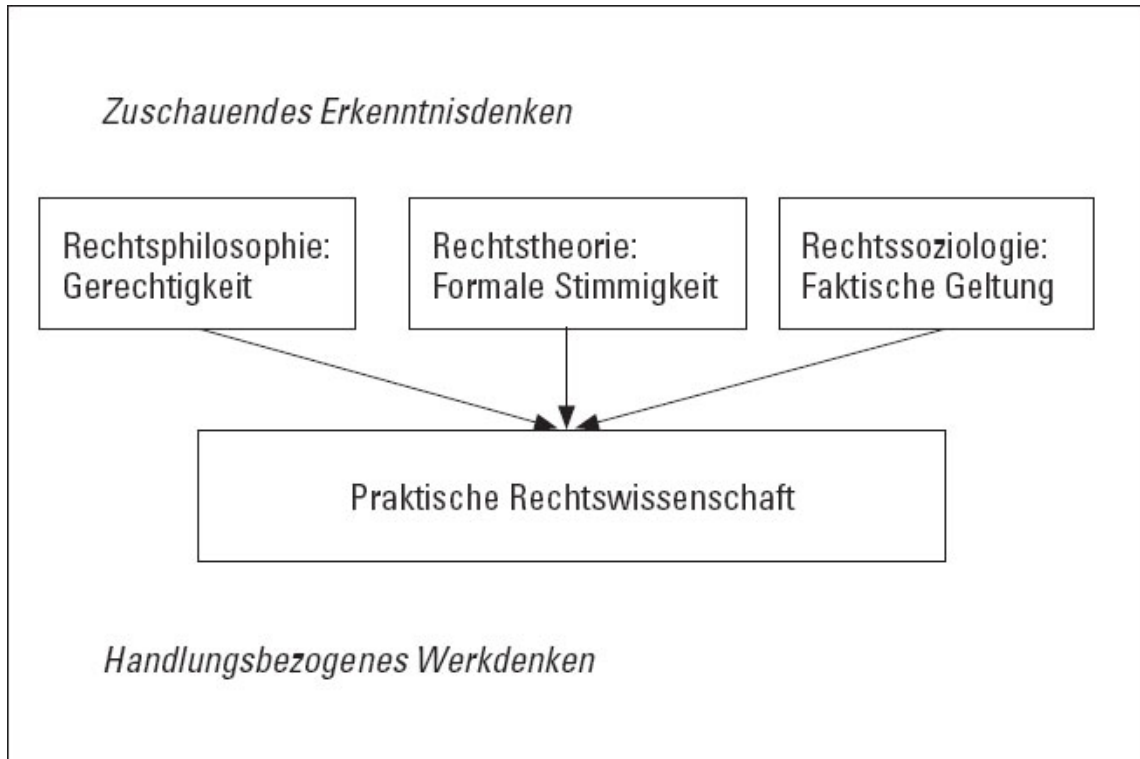 Zuschauendes Erkenntnisdenken
Rechtsphilosophie:
Gerechtigkeit
Rechtstheorie:
Formale Stimmigkeit
Rechtssoziologie:
Faktische Geltung
Praktische Rechtswissenschaft
Handlungsbezogenes Werkdenken